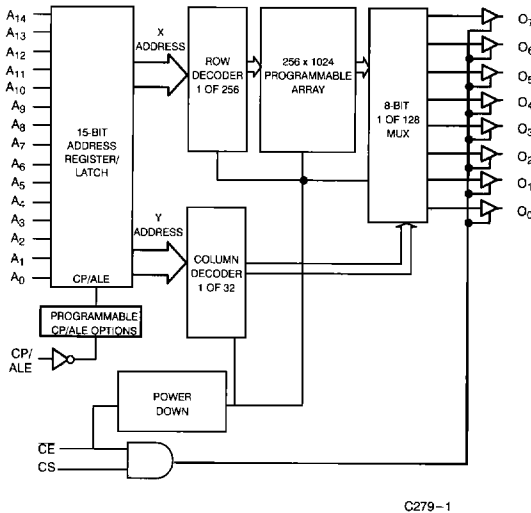 A14
A13
A12
A11
A10
A9
A8
A7
A6
A5
A4
A3
A2
A1
A0
15-BIT
ADDRESS
REGISTER/
LATCH
CP/ALE
PROGRAMMABLE
CP/ALE OPTIONS
CP/
ALE
X
ADDRESS
Y
ADDRESS
ROW
DECODER
1 OF 256
256 x 1024
PROGRAMMABLE
ARRAY
8-BIT
1 OF 128
MUX
COLUMN
DECODER
1 OF 32
POWER
DOWN
CE
CS
O7
O6
O5
O4
O3
O2
O1
O0
C279-1